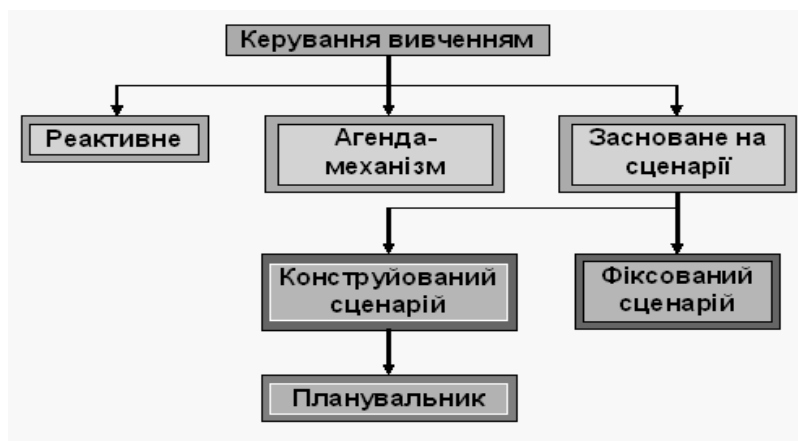 Керування вивченням
Реактивне
Агенда-
механізм
Засноване на
сценарії
Конструйований
сценарій
Фіксований
сценарій
Планувальник